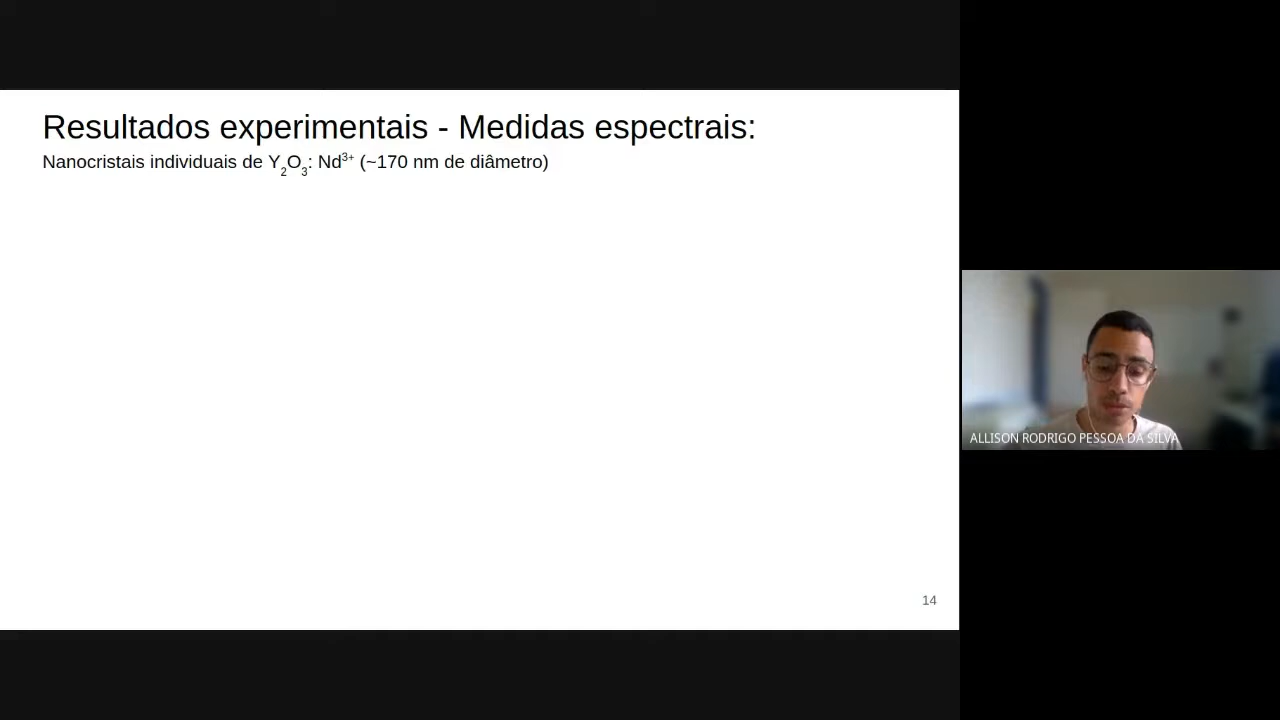 Resultados experimentais - Medidas espectrais:
Nanocristais individuais de Y₂O₃: Nd³⁺ (~170 nm de diâmetro)
ALLISON RODRIGO PESSOA DA SILVA
14